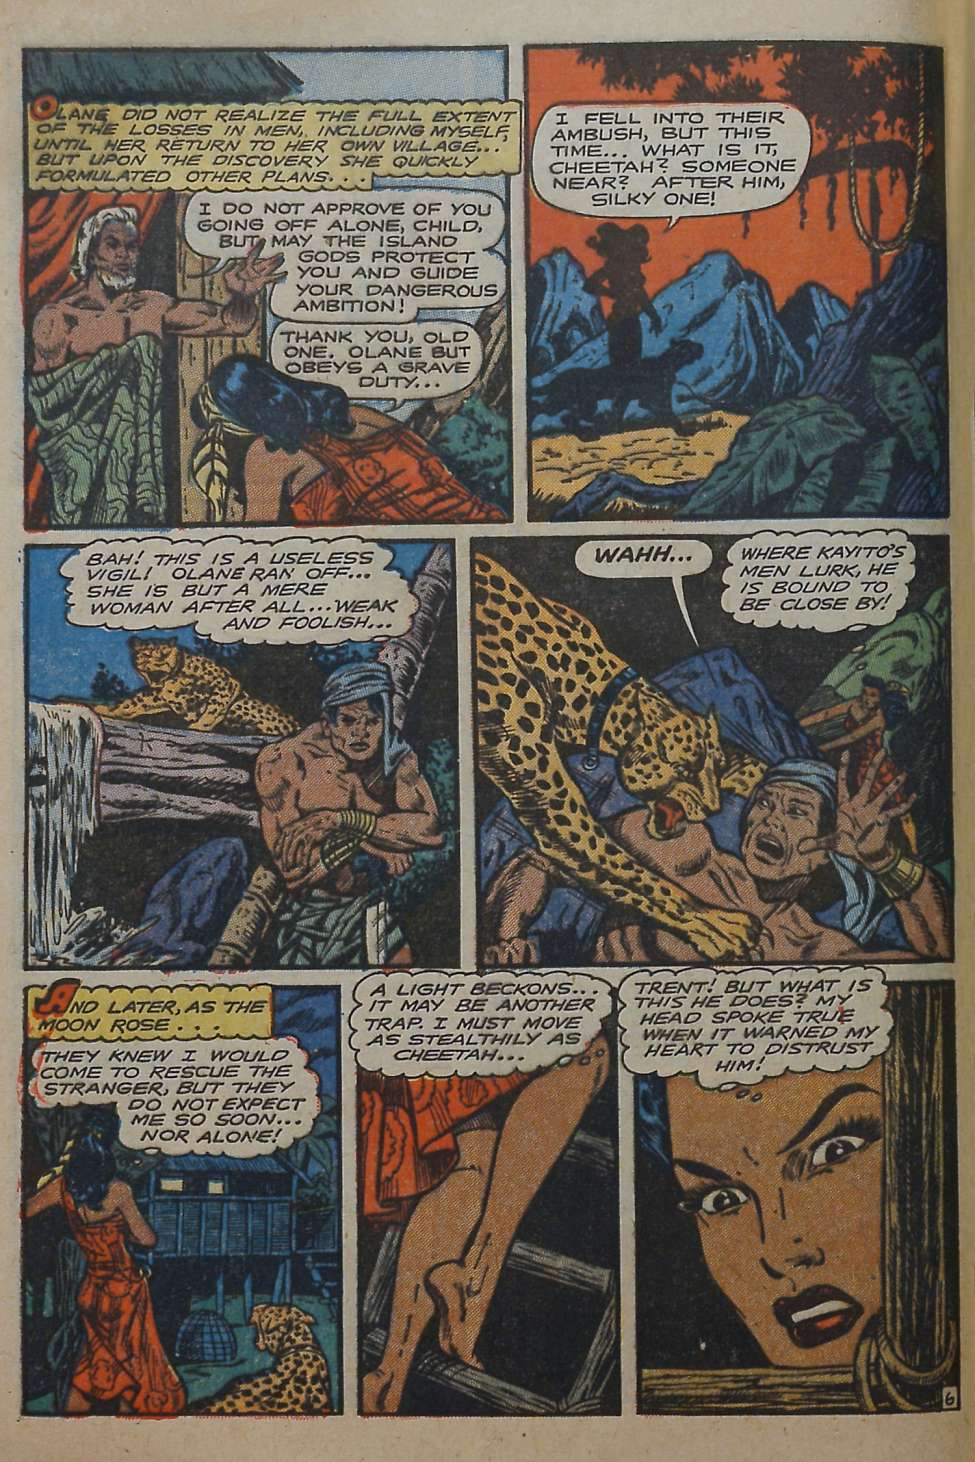 OLANE DID NOT REALIZE THE FULL EXTENT
OF THE LOSSES IN MEN, INCLUDING MYSELF,
UNTIL HER RETURN TO HER OWN VILLAGE...
BUT UPON THE DISCOVERY SHE QUICKLY
FORMULATED OTHER PLANS...
I DO NOT APPROVE OF YOU
GOING OFF ALONE, CHILD,
BUT MAY THE ISLAND
GODS PROTECT
YOU AND GUIDE
YOUR DANGEROUS
AMBITION!
THANK YOU, OLD
ONE. OLANE BUT
OBEYS A GRAVE
DUTY...
I FELL INTO THEIR
AMBUSH, BUT THIS
TIME... WHAT IS IT,
CHEETAH? SOMEONE
NEAR? AFTER HIM,
SILKY ONE!
BAH! THIS IS A USELESS
VIGIL! OLANE RAN OFF...
SHE IS BUT A MERE
WOMAN AFTER ALL...WEAK
AND FOOLISH...
WAHH...
WHERE KAYITO'S
MEN LURK, HE
IS BOUND TO
BE CLOSE BY!
AND LATER, AS THE
MOON ROSE...
THEY KNEW I WOULD
COME TO RESCUE THE
STRANGER, BUT THEY
DO NOT EXPECT
ME SO SOON...
NOR ALONE!
A LIGHT BECKONS...
IT MAY BE ANOTHER
TRAP. I MUST MOVE
AS STEALTHILY AS
CHEETAH...
TRENT! BUT WHAT IS
THIS HE DOES? MY
HEAD SPOKE TRUE
WHEN IT WARNED MY
HEART TO DISTRUST
HIM!
6